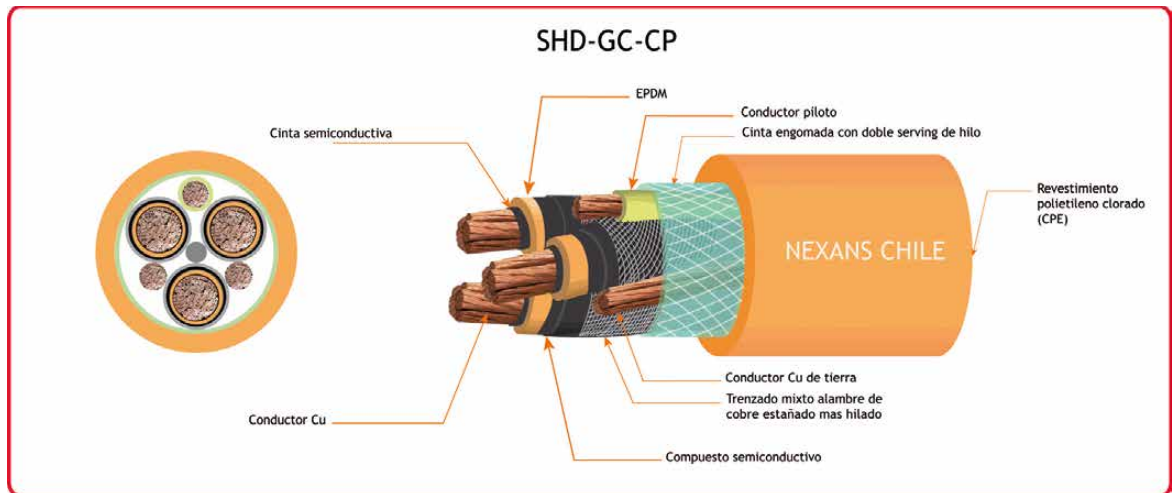 SHD-GC-CP
EPDM
Conductor piloto
Cinta semiconductiva
Cinta engomada con doble serving de hilo
Revestimiento
polietileno clorado
(CPE)
NEXANS CHILE
Conductor Cu de tierra
Trenzado mixto alambre de
cobre estañado mas hilado
Conductor Cu
Compuesto semiconductivo